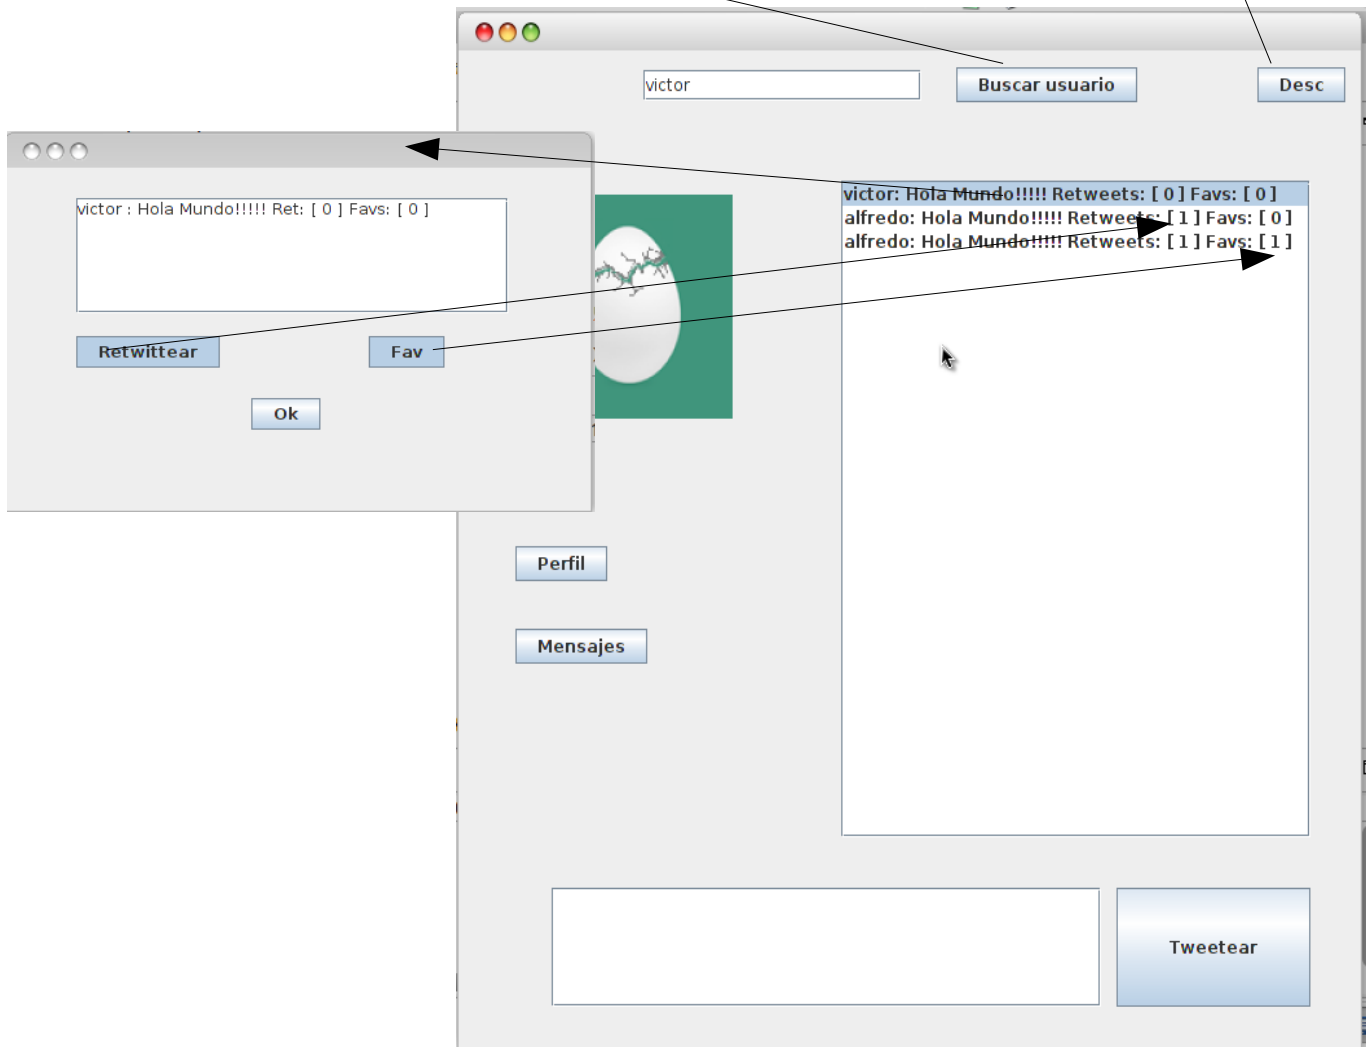 victor
Buscar usuario
Desc
victor : Hola Mundo!!!!! Ret: [ 0 ] Favs: [ 0 ]
Retwittear
Fav
Ok
victor: Hola Mundo!!!!! Retweets: [ 0 ] Favs: [ 0 ]
alfredo: Hola Mundo!!!!! Retweets: [ 1 ] Favs: [ 0 ]
alfredo: Hola Mundo!!!!! Retweets: [ 1 ] Favs: [ 1 ]
Perfil
Mensajes
Tweetear